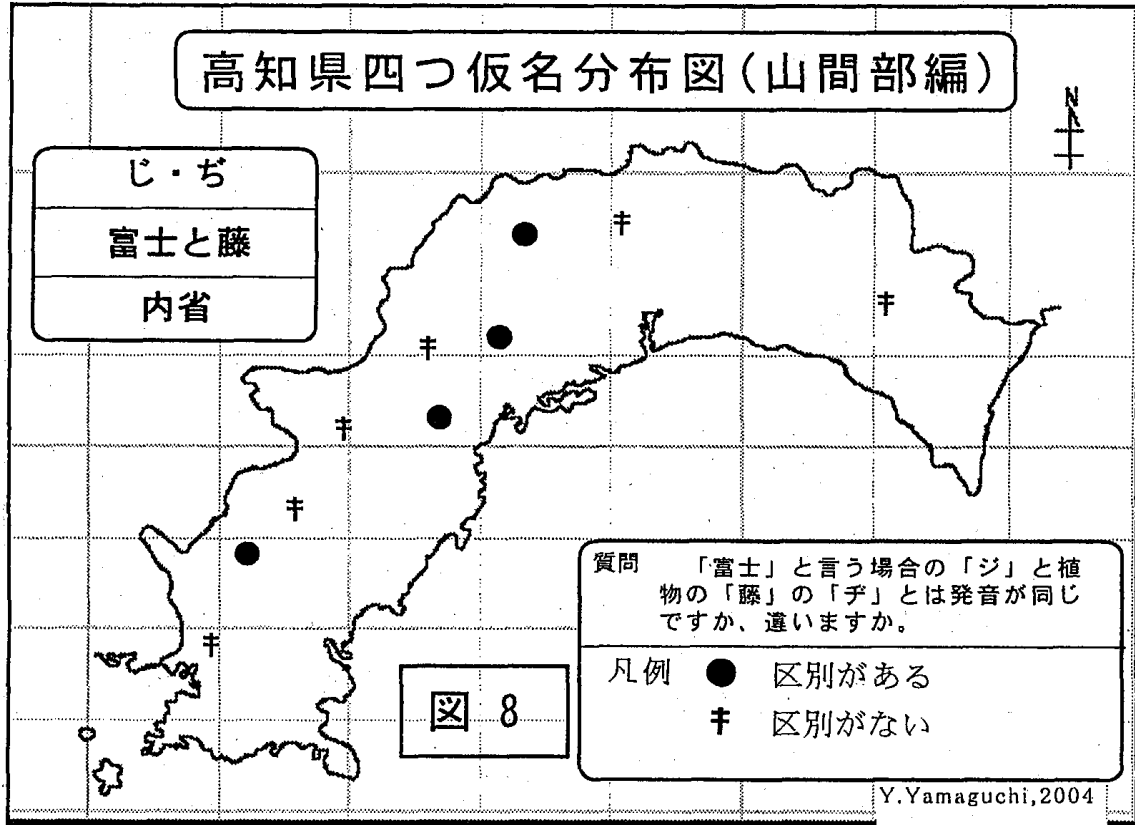 高知県四つ仮名分布図(山間部編)
N
じ・ぢ
富士と藤
内省
質問 「富士」と言う場合の「ジ」と植
物の「藤」の「ヂ」とは発音が同じ
ですか、違いますか。
凡例 ● 区別がある
‡ 区別がない
図 8
Y.Yamaguchi,2004